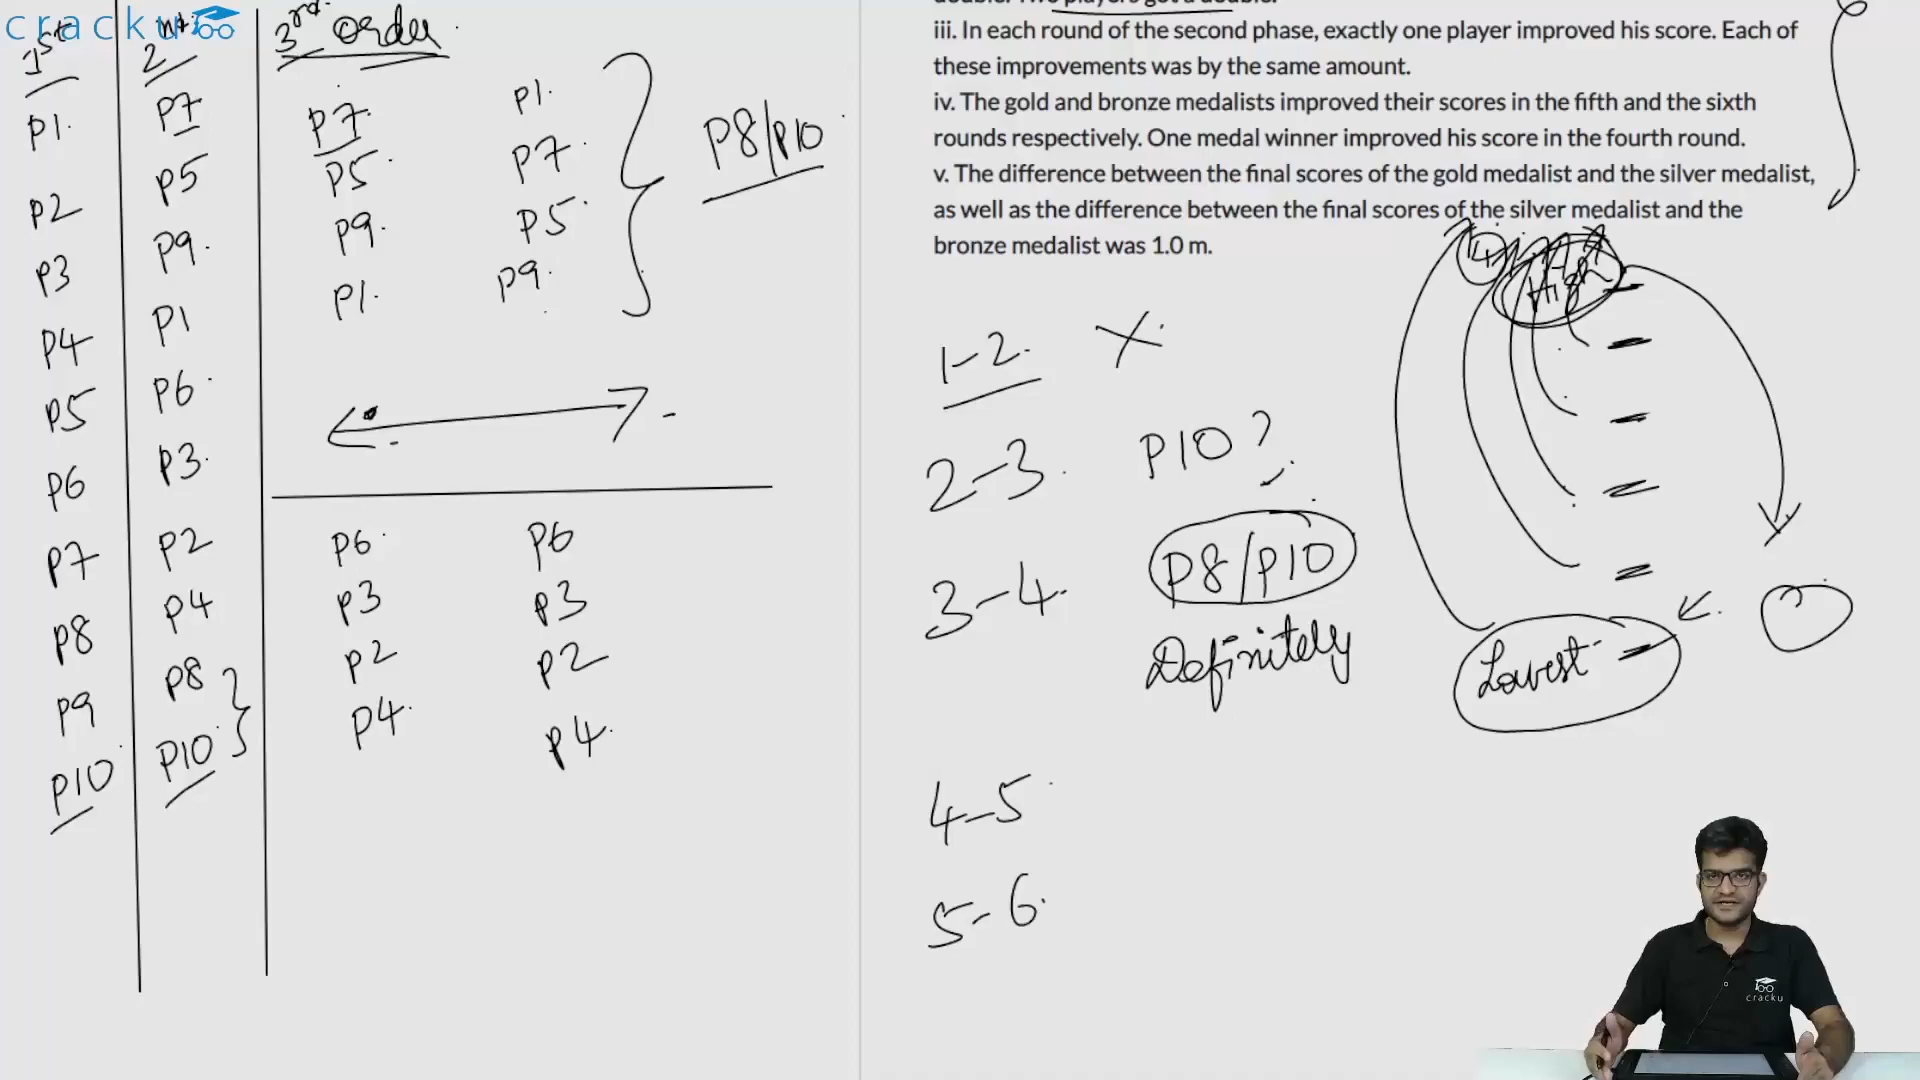 cracku
1st
P1.
P2
P3
P4
P5
P6
P7
P8
P9
P10
2nd
P7
P5
P9.
P1
P6
P3.
P2
P4
P8
P10
3rd order
P7.
P5
P9.
P1.
P1.
P7
P5
P9.
P8/P10
P6
P3
P2
P4.
P6
P3
P2
P4.
iii. In each round of the second phase, exactly one player improved his score. Each of
these improvements was by the same amount.
iv. The gold and bronze medalists improved their scores in the fifth and the sixth
rounds respectively. One medal winner improved his score in the fourth round.
v. The difference between the final scores of the gold medalist and the silver medalist,
as well as the difference between the final scores of the silver medalist and the
bronze medalist was 1.0 m.
1-2. X
2-3. P10?
3-4. P8/P10
Definitely
4-5
5-6.
4
High
Lowest
?
cracku